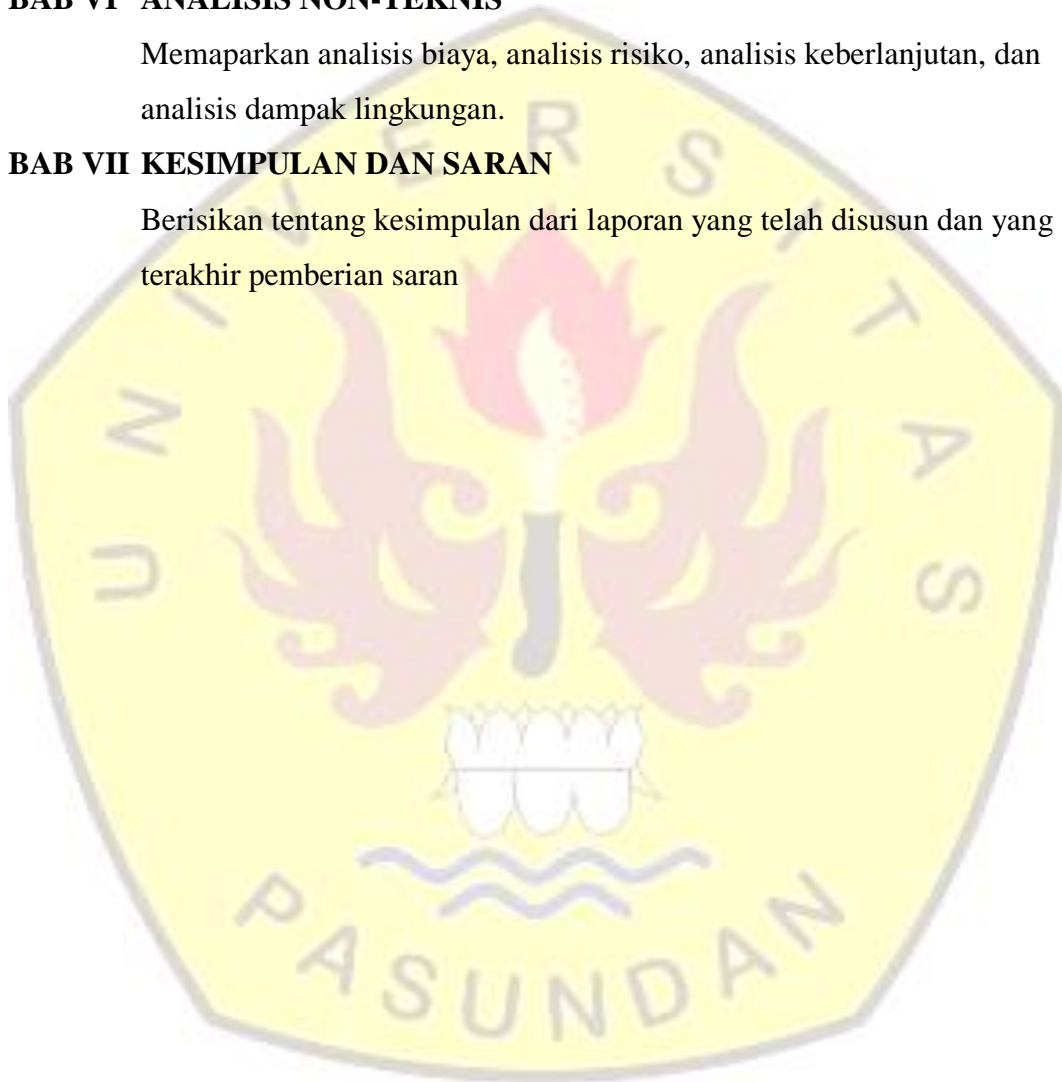 BAB VI ANALISIS NON-TEKNIS
Memaparkan analisis biaya, analisis risiko, analisis keberlanjutan, dan
analisis dampak lingkungan.
BAB VII KESIMPULAN DAN SARAN
Berisikan tentang kesimpulan dari laporan yang telah disusun dan yang
terakhir pemberian saran
UNIVERSITAS
PASUNDAN